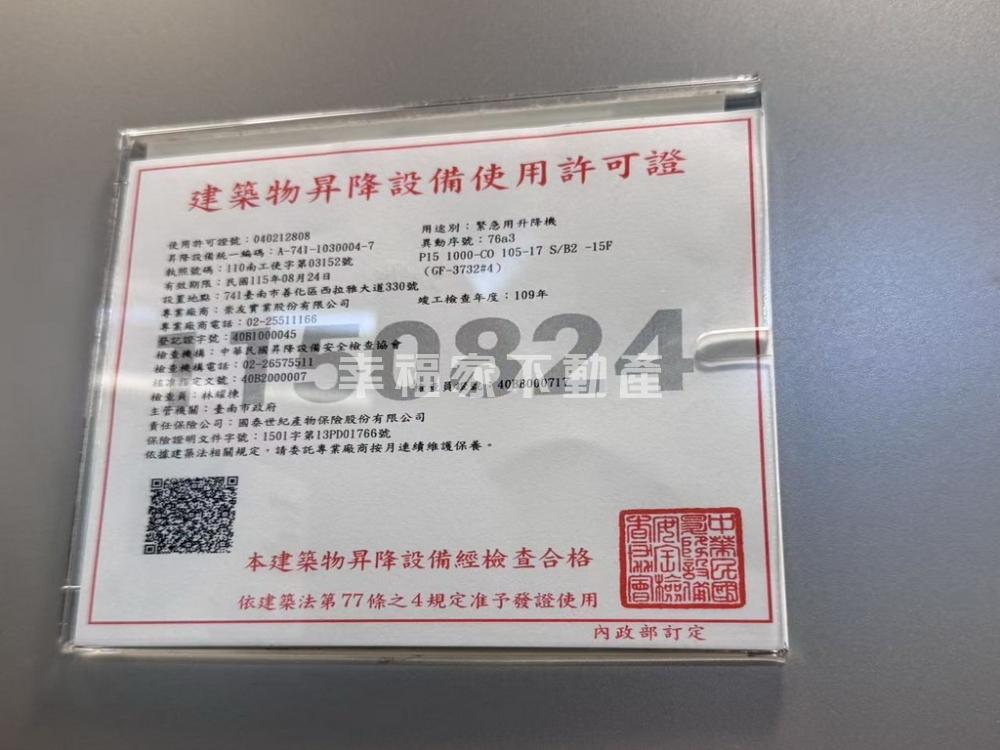 建築物昇降設備使用許可證
使用許可證號：040212808
昇降設備統一編碼：A-741-1030004-7
執照號碼：110南工使字第03152號
有效期限：民國115年08月24日
設置地點：741臺南市善化區西拉雅大道330號
專業廠商：崇友實業股份有限公司
專業廠商電話：02-25511166
登記證字號：40B1000045
檢查機構：中華民國昇降設備安全檢查協會
檢查機構電話：02-26575511
核准指定文號：40B2000007
檢查員：林耀棟
主管機關：臺南市政府
責任保險公司：國泰世紀產物保險股份有限公司
保險證明文件字號：1501字第13PD01766號
依據建築法相關規定，請委託專業廠商按月連續維護保養。
用途別：緊急用升降機
異動序號：76a3
P15 1000-CO 105-17 S/B2 -15F
(GF-3732#4)
竣工檢查年度：109年
40BB000717
150824
幸福家不動產
本建築物昇降設備經檢查合格
依建築法第77條之4規定准予發證使用
中華民國昇降設備安全檢查協會
內政部訂定